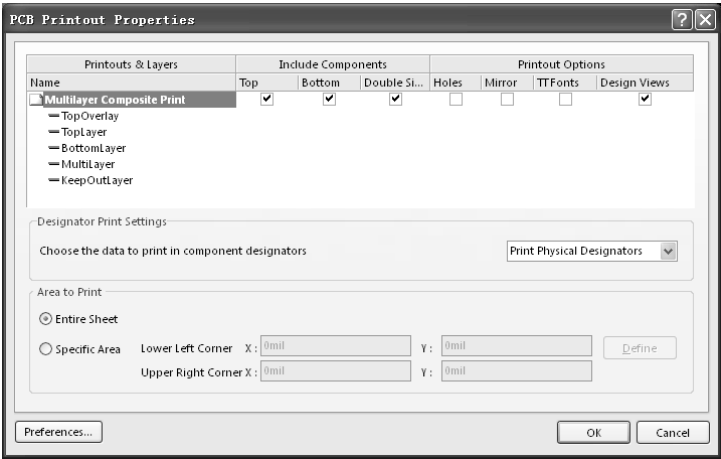 PCB Printout Properties
Printouts & Layers Include Components Printout Options
Name Top Bottom Double Si... Holes Mirror TTFonts Design Views
Multilayer Composite Print
TopOverlay
TopLayer
BottomLayer
MultiLayer
KeepOutLayer
Designator Print Settings
Choose the data to print in component designators Print Physical Designators
Area to Print
Entire Sheet
Specific Area Lower Left Corner X : 0mil Y : 0mil Define
Upper Right Corner X : 0mil Y : 0mil
Preferences... OK Cancel